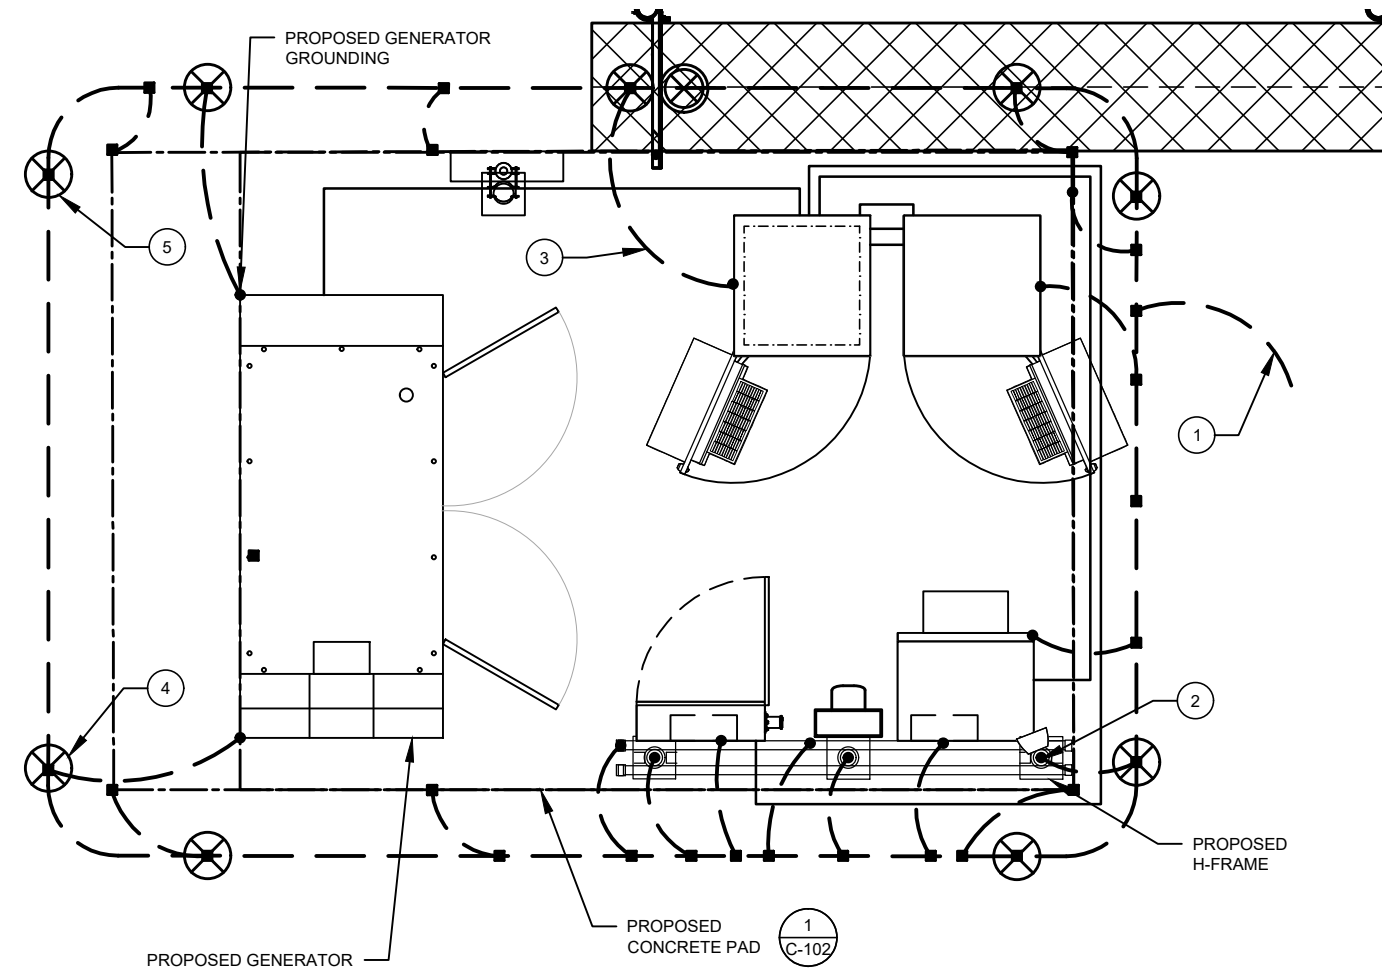 PROPOSED GENERATOR
GROUNDING
5
3
1
4
2
PROPOSED
H-FRAME
PROPOSED
CONCRETE PAD
1
C-102
PROPOSED GENERATOR